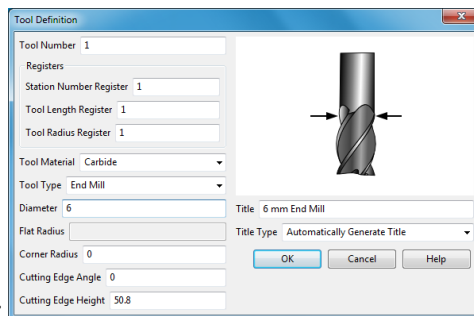 Tool Definition
Tool Number 1
Registers
Station Number Register 1
Tool Length Register 1
Tool Radius Register 1
Tool Material Carbide
Tool Type End Mill
Diameter 6
Flat Radius
Corner Radius 0
Cutting Edge Angle 0
Cutting Edge Height 50.8
Title 6 mm End Mill
Title Type Automatically Generate Title
OK Cancel Help